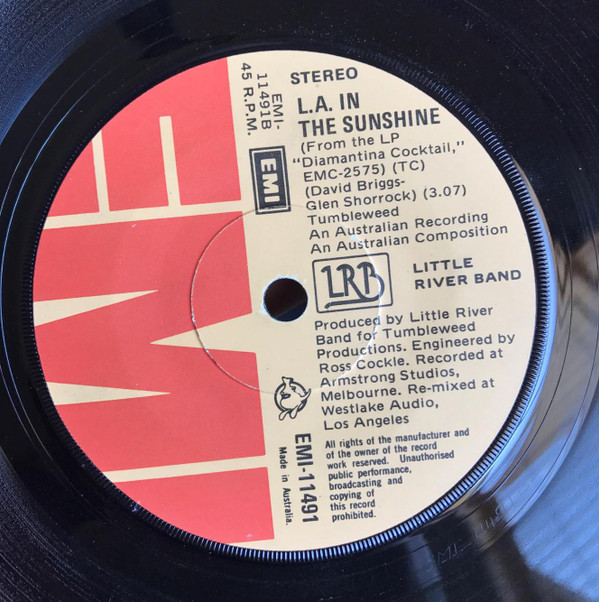 STEREO
EMI-
11491B
45 R.P.M.
L.A. IN
THE SUNSHINE
(From the LP
"Diamantina Cocktail,"
EMC-2575) (TC)
(David Briggs-
Glen Shorrock) (3.07)
Tumbleweed
An Australian Recording
An Australian Composition
EMI
LRB
LITTLE
RIVER BAND
Produced by Little River
Band for Tumbleweed
Productions. Engineered by
Ross Cockle. Recorded at
Armstrong Studios,
Melbourne. Re-mixed at
Westlake Audio,
Los Angeles
EMI-11491
Made in Australia.
All rights of the manufacturer and
of the owner of the record
work reserved. Unauthorised
public performance,
broadcasting and
copying of
this record
prohibited.
EMI